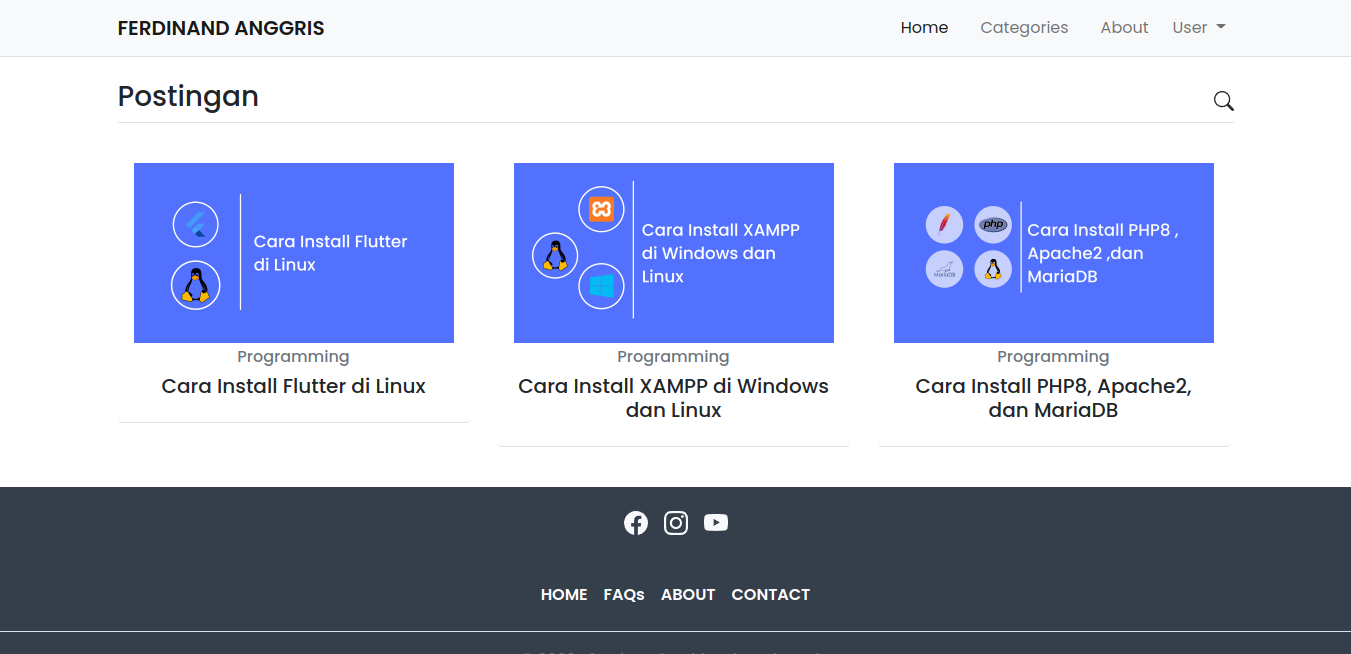 FERDINAND ANGGRIS
Home Categories About User
Postingan
Cara Install Flutter
di Linux
Programming
Cara Install Flutter di Linux
Cara Install XAMPP
di Windows dan
Linux
Programming
Cara Install XAMPP di Windows
dan Linux
php
MariaDB
Cara Install PHP8 ,
Apache2 ,dan
MariaDB
Programming
Cara Install PHP8, Apache2,
dan MariaDB
HOME FAQs ABOUT CONTACT